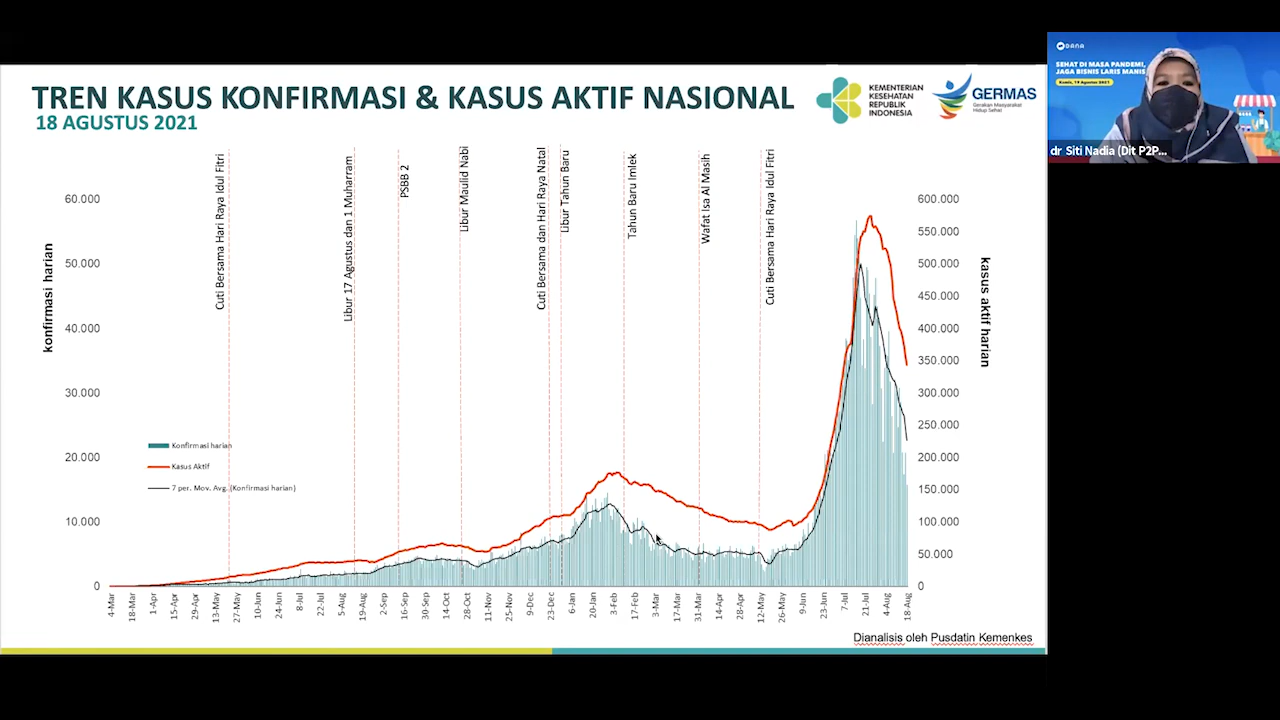 TREN KASUS KONFIRMASI & KASUS AKTIF NASIONAL
18 AGUSTUS 2021
KEMENTERIAN
KESEHATAN
REPUBLIK
INDONESIA
GERMAS
Gerakan Masyarakat
Hidup Sehat
DANA
SEHAT DI MASA PANDEMI,
JAGA BISNIS LARIS MANIS
Kamis, 19 Agustus 2021
dr Siti Nadia (Dit P2P...
Cuti Bersama Hari Raya Idul Fitri
Libur 17 Agustus dan 1 Muharram
PSBB 2
Libur Maulid Nabi
Cuti Bersama dan Hari Raya Natal
Libur Tahun Baru
Tahun Baru Imlek
Wafat Isa Al Masih
Cuti Bersama Hari Raya Idul Fitri
konfirmasi harian
60.000
50.000
40.000
30.000
20.000
10.000
0
600.000
550.000
500.000
450.000
400.000
350.000
300.000
250.000
200.000
150.000
100.000
50.000
0
kasus aktif harian
Konfirmasi harian
Kasus Aktif
7 per. Mov. Avg. (Konfirmasi harian)
4-Mar
18-Mar
1-Apr
15-Apr
29-Apr
13-May
27-May
10-Jun
24-Jun
8-Jul
22-Jul
5-Aug
19-Aug
2-Sep
16-Sep
30-Sep
14-Oct
28-Oct
11-Nov
25-Nov
9-Dec
23-Dec
6-Jan
20-Jan
3-Feb
17-Feb
3-Mar
17-Mar
31-Mar
14-Apr
28-Apr
12-May
26-May
9-Jun
23-Jun
7-Jul
21-Jul
4-Aug
18-Aug
Dianalisis oleh Pusdatin Kemenkes